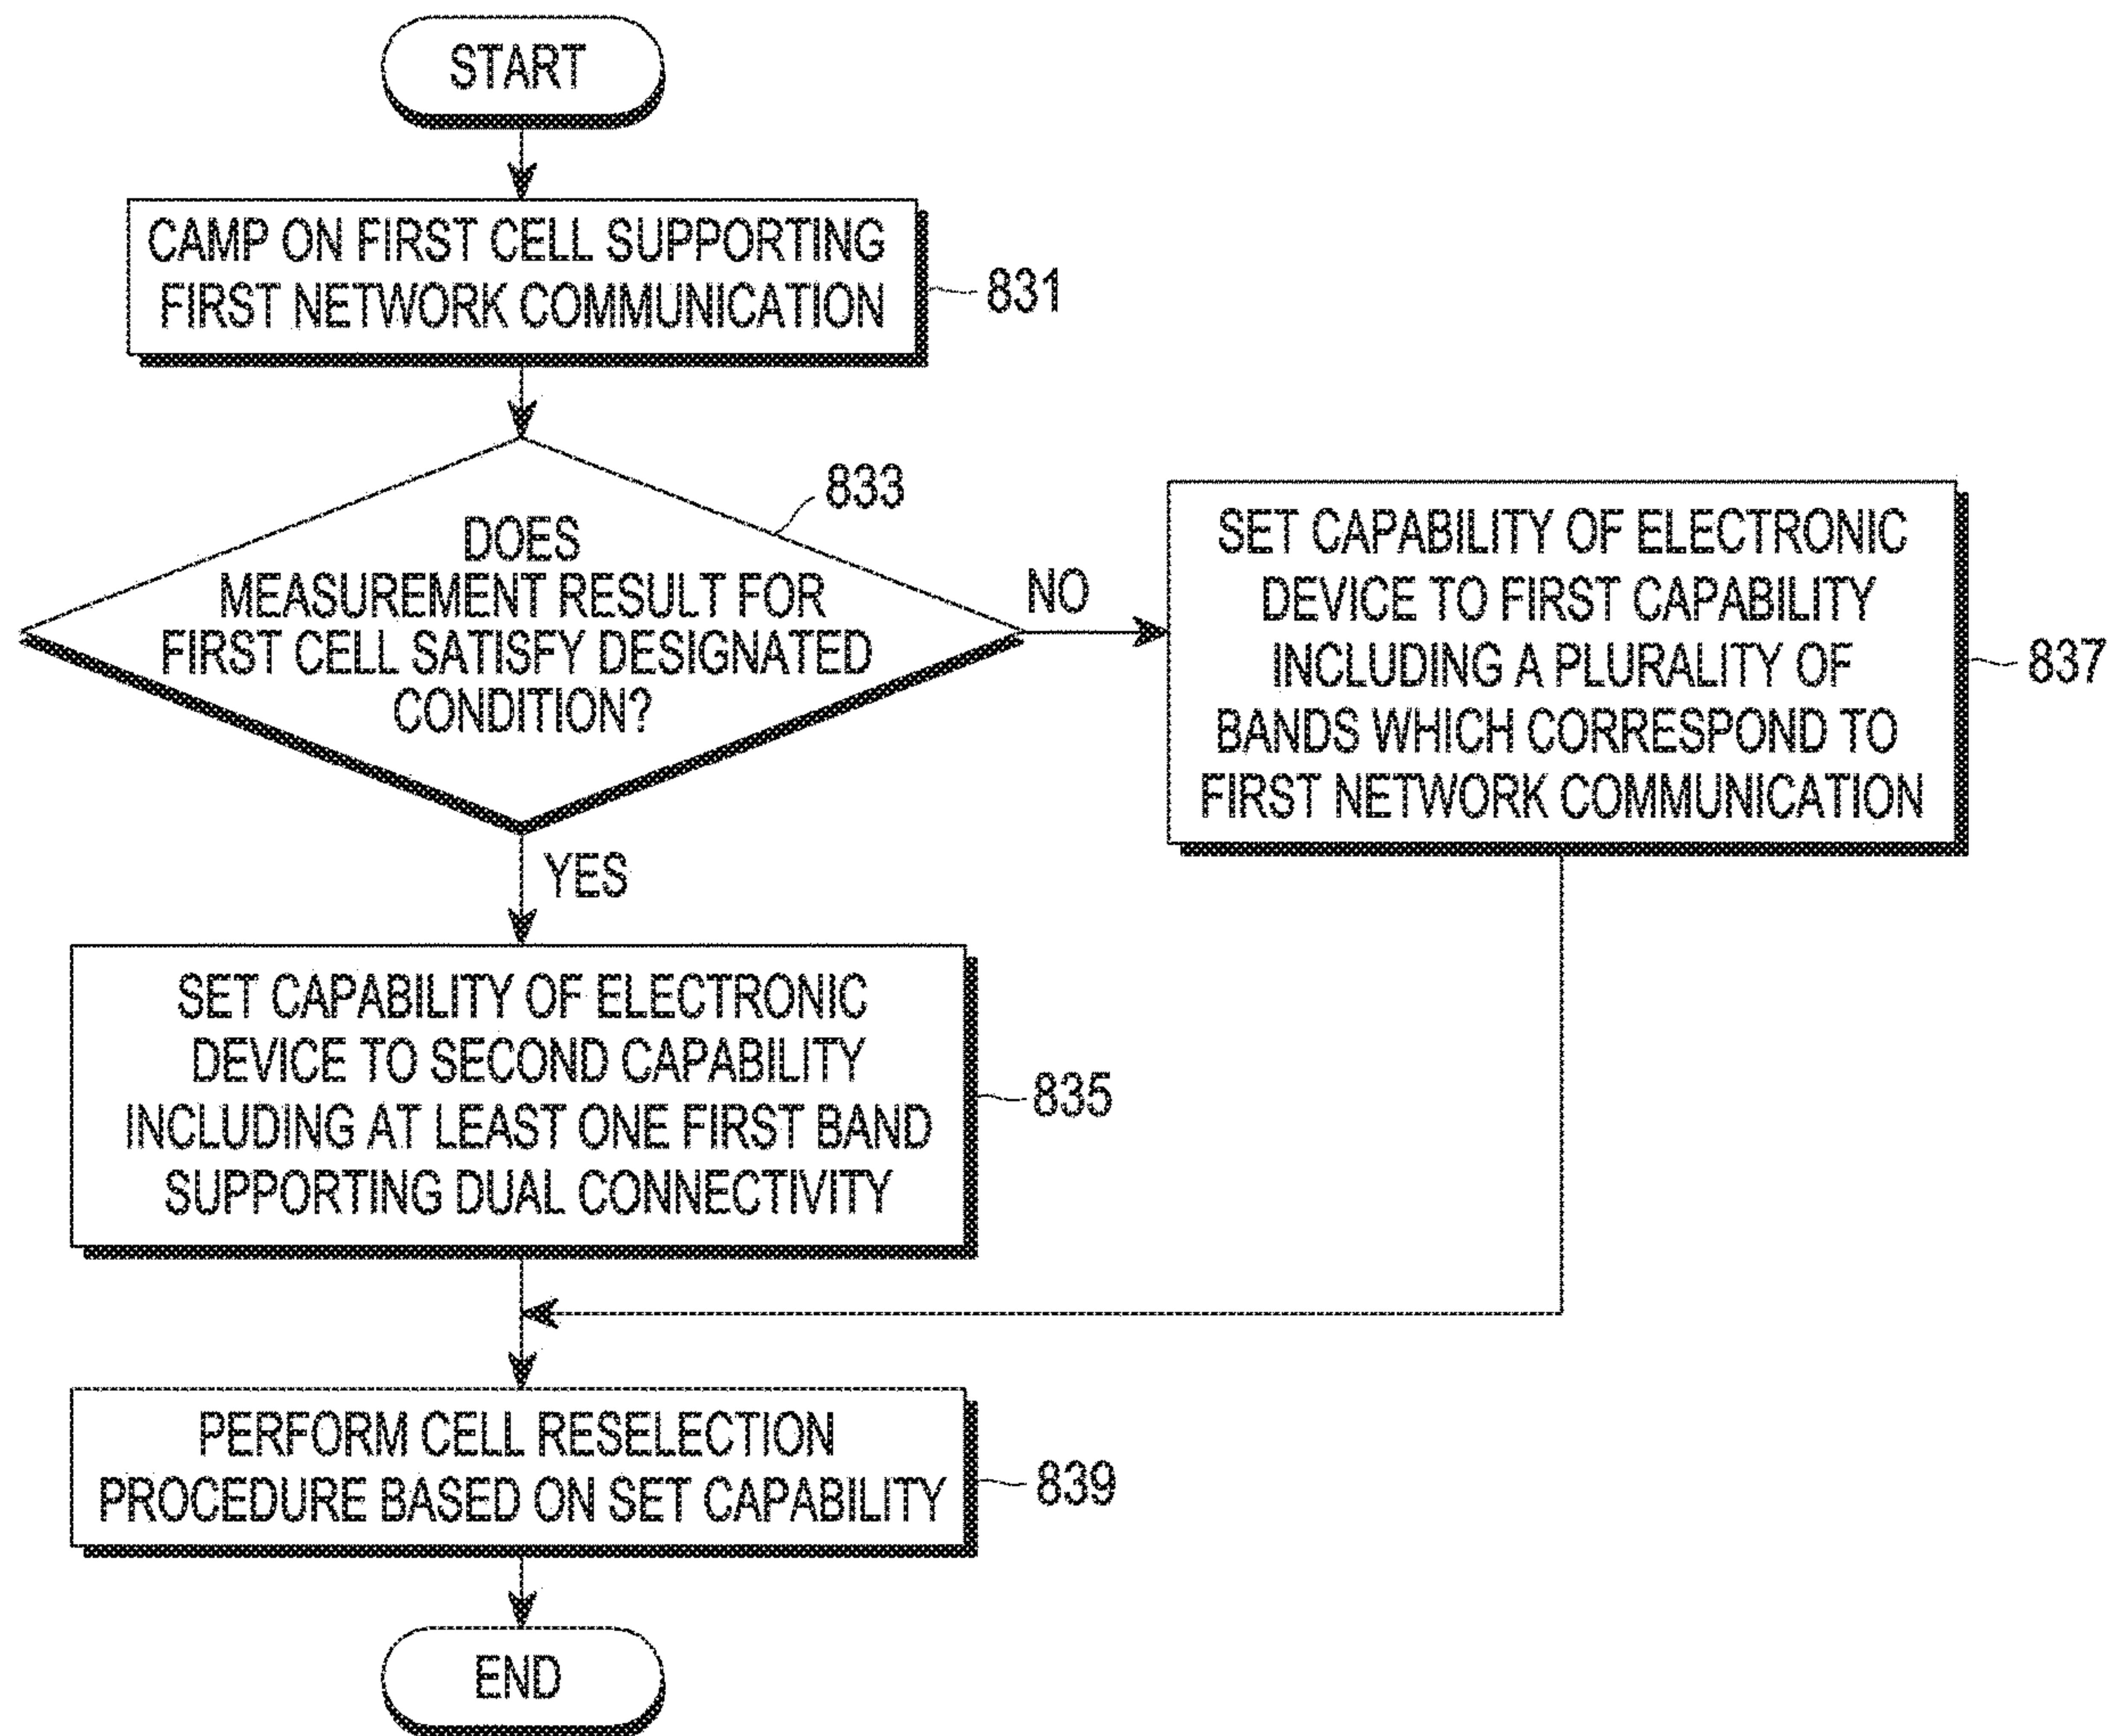 START
CAMP ON FIRST CELL SUPPORTING
FIRST NETWORK COMMUNICATION
831
833
DOES
MEASUREMENT RESULT FOR
FIRST CELL SATISFY DESIGNATED
CONDITION?
NO
SET CAPABILITY OF ELECTRONIC
DEVICE TO FIRST CAPABILITY
INCLUDING A PLURALITY OF
BANDS WHICH CORRESPOND TO
FIRST NETWORK COMMUNICATION
837
YES
SET CAPABILITY OF ELECTRONIC
DEVICE TO SECOND CAPABILITY
INCLUDING AT LEAST ONE FIRST BAND
SUPPORTING DUAL CONNECTIVITY
835
PERFORM CELL RESELECTION
PROCEDURE BASED ON SET CAPABILITY
839
END